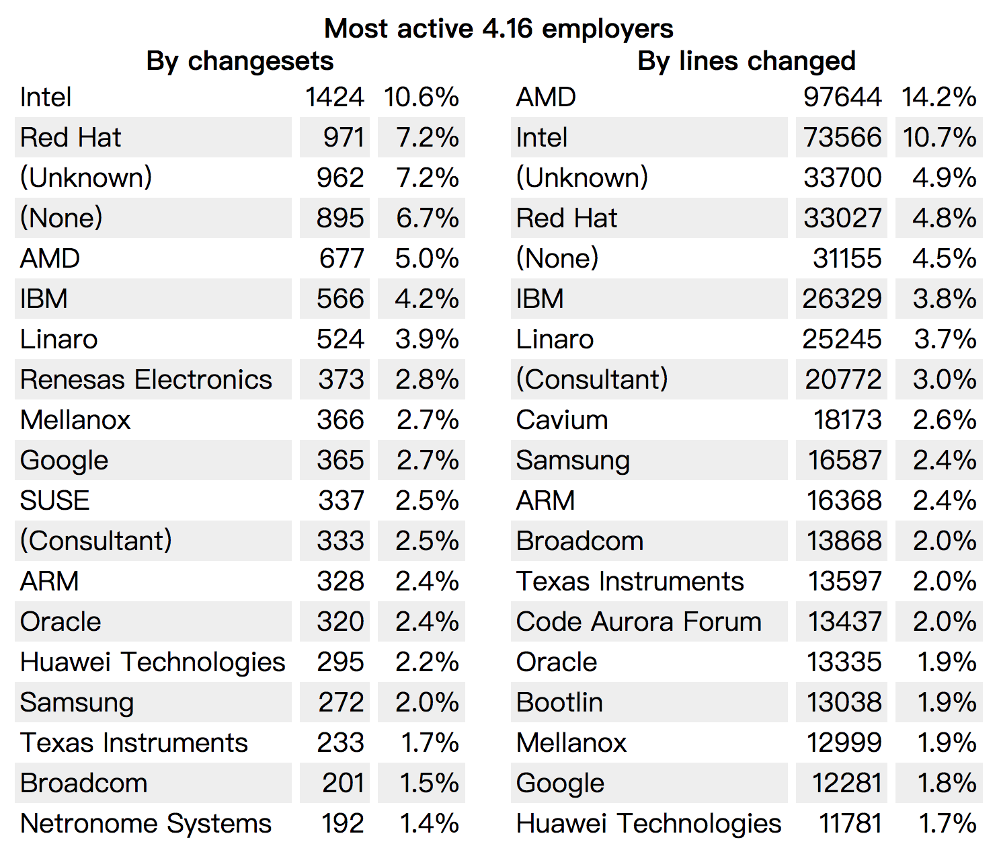 Most active 4.16 employers
By changesets By lines changed
Intel 1424 10.6% AMD 97644 14.2%
Red Hat 971 7.2% Intel 73566 10.7%
(Unknown) 962 7.2% (Unknown) 33700 4.9%
(None) 895 6.7% Red Hat 33027 4.8%
AMD 677 5.0% (None) 31155 4.5%
IBM 566 4.2% IBM 26329 3.8%
Linaro 524 3.9% Linaro 25245 3.7%
Renesas Electronics 373 2.8% (Consultant) 20772 3.0%
Mellanox 366 2.7% Cavium 18173 2.6%
Google 365 2.7% Samsung 16587 2.4%
SUSE 337 2.5% ARM 16368 2.4%
(Consultant) 333 2.5% Broadcom 13868 2.0%
ARM 328 2.4% Texas Instruments 13597 2.0%
Oracle 320 2.4% Code Aurora Forum 13437 2.0%
Huawei Technologies 295 2.2% Oracle 13335 1.9%
Samsung 272 2.0% Bootlin 13038 1.9%
Texas Instruments 233 1.7% Mellanox 12999 1.9%
Broadcom 201 1.5% Google 12281 1.8%
Netronome Systems 192 1.4% Huawei Technologies 11781 1.7%